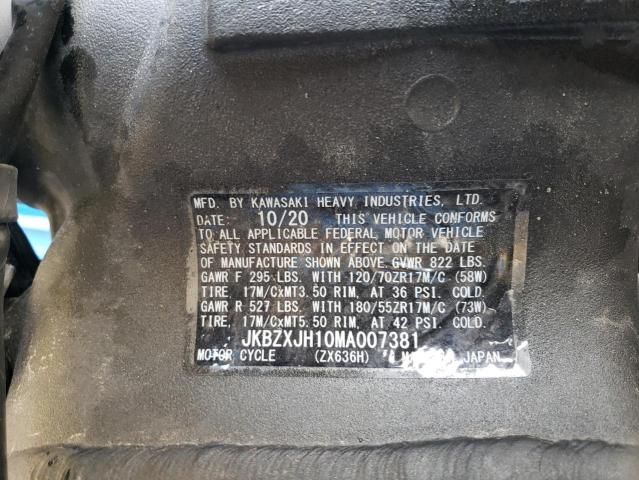 MFD. BY KAWASAKI HEAVY INDUSTRIES, LTD.
DATE: 10/20 THIS VEHICLE CONFORMS
TO ALL APPLICABLE FEDERAL MOTOR VEHICLE
SAFETY STANDARDS IN EFFECT ON THE DATE
OF MANUFACTURE SHOWN ABOVE. GVWR 822 LBS.
GAWR F 295 LBS. WITH 120/70ZR17M/C (58W)
TIRE, 17M/CxMT3.50 RIM, AT 36 PSI. COLD.
GAWR R 527 LBS. WITH 180/55ZR17M/C (73W)
TIRE, 17M/CxMT5.50 RIM, AT 42 PSI. COLD.
JKBZXJH10MA007381
MOTOR CYCLE (ZX636H) JAPAN